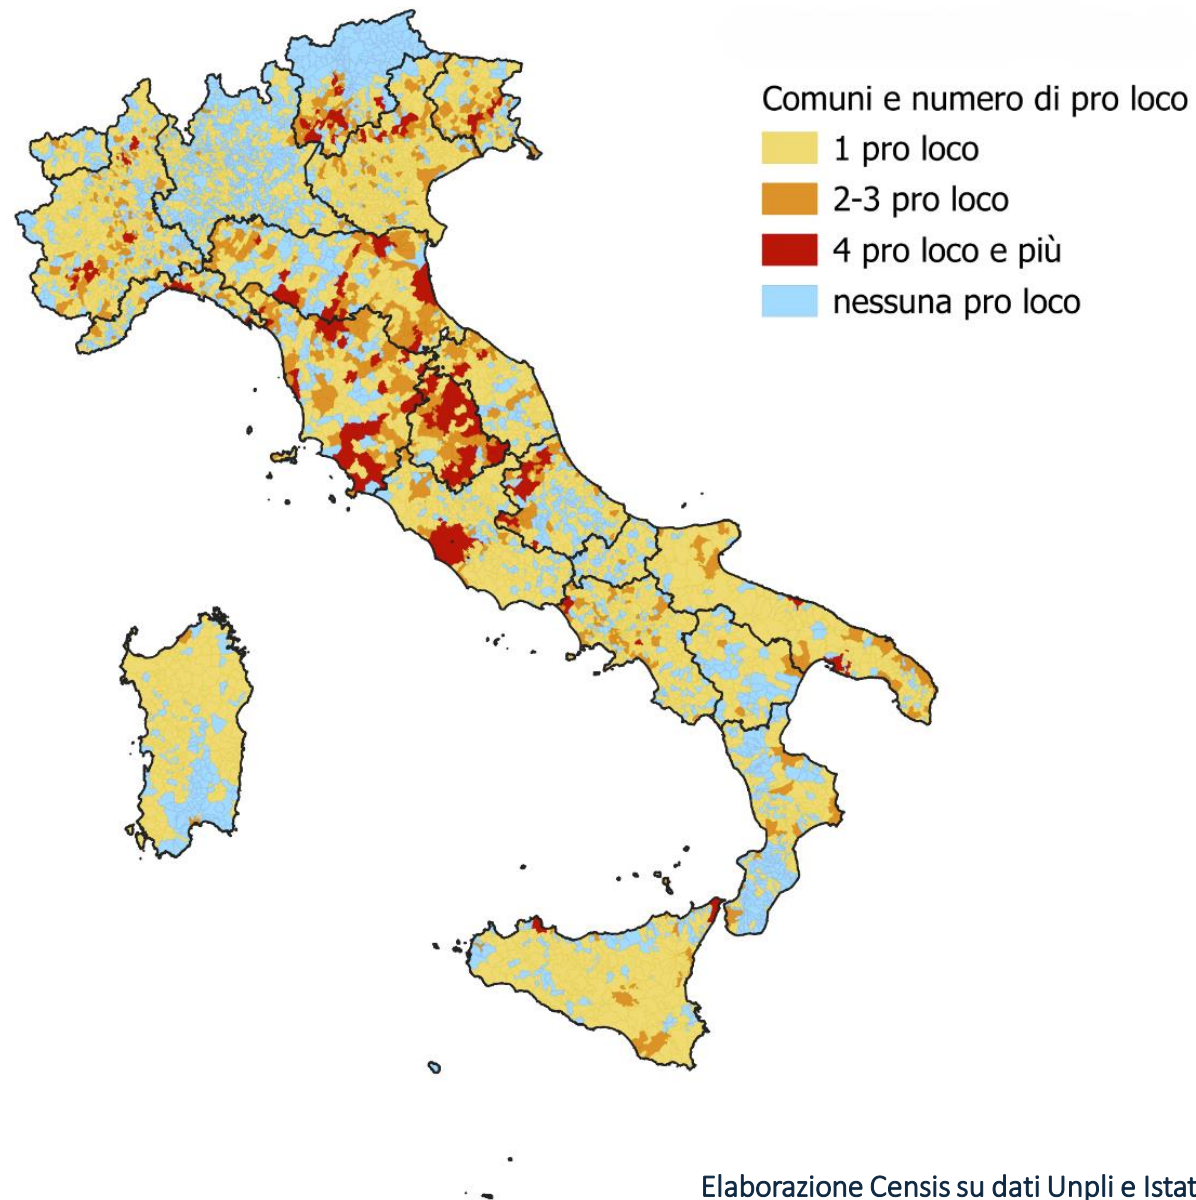 Comuni e numero di pro loco
1 pro loco
2-3 pro loco
4 pro loco e più
nessuna pro loco
Elaborazione Censis su dati Unpli e Istat